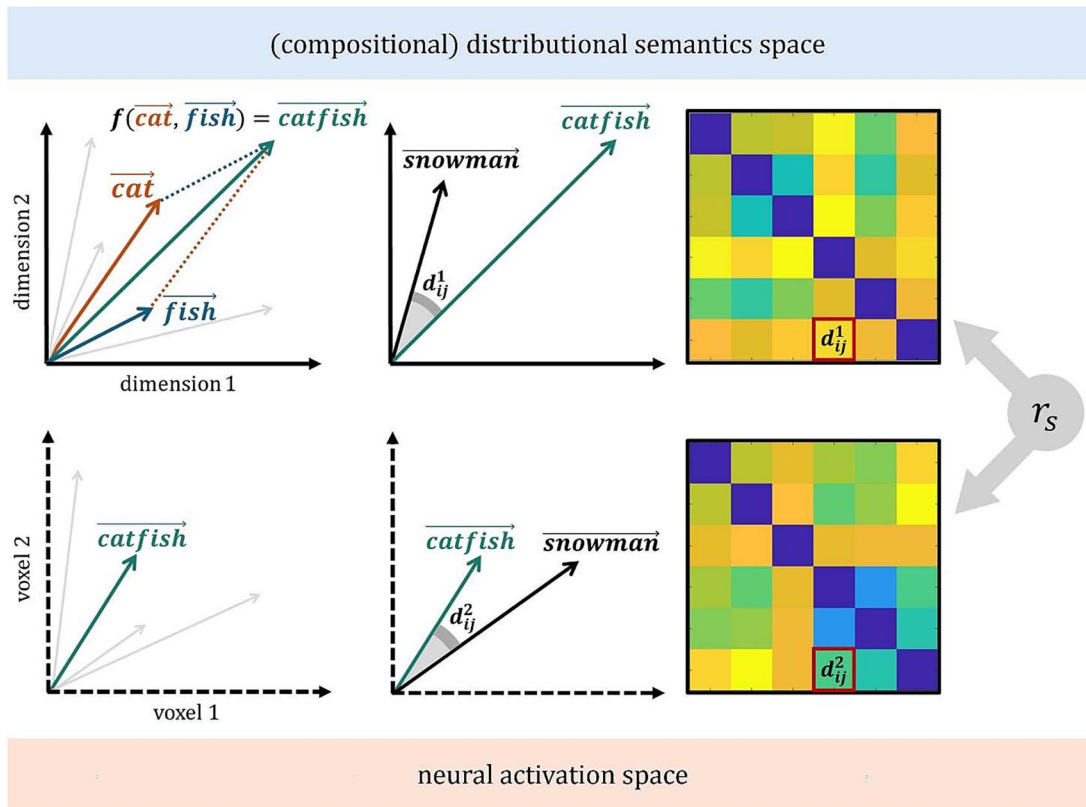 (compositional) distributional semantics space
f(cat, fish) = catfish
cat
fish
dimension 2
dimension 1
catfish
snowman
d¹ᵢⱼ
d¹ᵢⱼ
rₛ
catfish
voxel 2
voxel 1
catfish
snowman
d²ᵢⱼ
d²ᵢⱼ
neural activation space